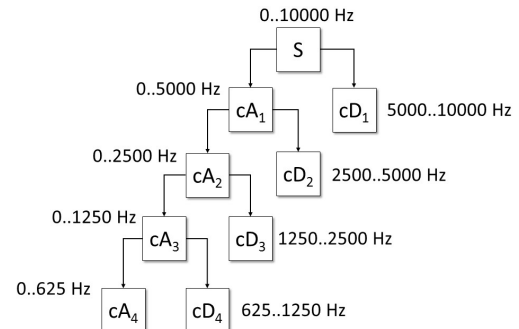 0..10000 Hz
S
0..5000 Hz
cA₁
cD₁
5000..10000 Hz
0..2500 Hz
cA₂
cD₂
2500..5000 Hz
0..1250 Hz
cA₃
cD₃
1250..2500 Hz
0..625 Hz
cA₄
cD₄
625..1250 Hz